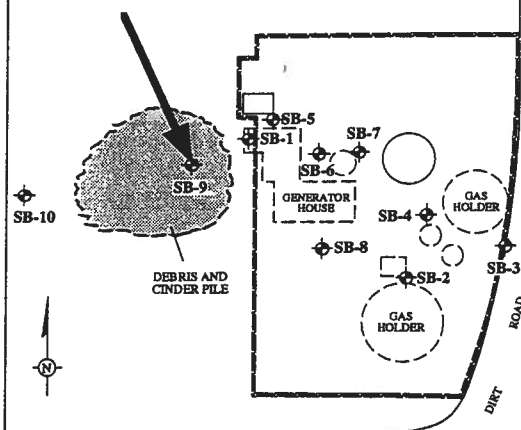 SB-5
SB-1
SB-7
SB-6
SB-9
SB-10
GENERATOR
HOUSE
GAS
HOLDER
SB-4
SB-8
SB-3
SB-2
DEBRIS AND
CINDER PILE
GAS
HOLDER
N
DIRT
ROAD